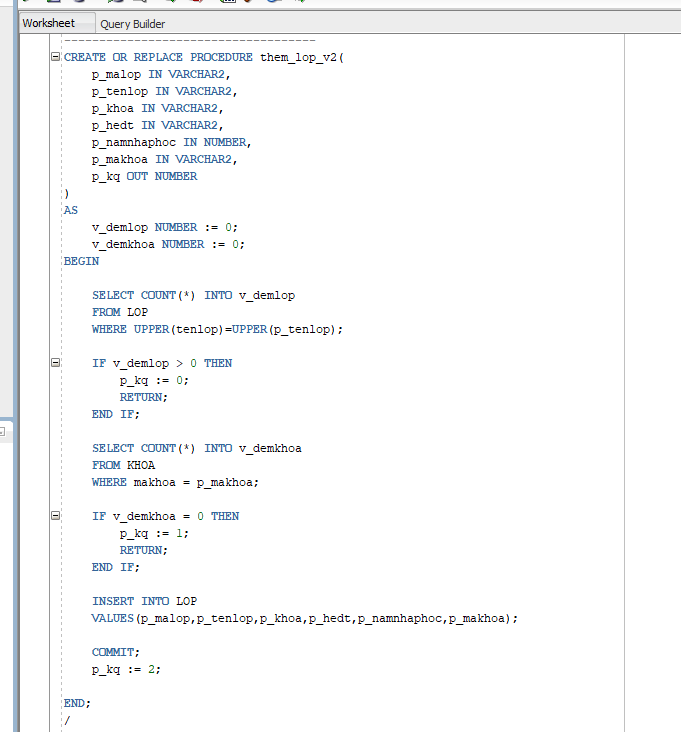 Worksheet
Query Builder
------------------------------------
CREATE OR REPLACE PROCEDURE them_lop_v2(
    p_malop IN VARCHAR2,
    p_tenlop IN VARCHAR2,
    p_khoa IN VARCHAR2,
    p_hedt IN VARCHAR2,
    p_namnhaphoc IN NUMBER,
    p_makhoa IN VARCHAR2,
    p_kq OUT NUMBER
)
AS
    v_demlop NUMBER := 0;
    v_demkhoa NUMBER := 0;
BEGIN
    SELECT COUNT(*) INTO v_demlop
    FROM LOP
    WHERE UPPER(tenlop)=UPPER(p_tenlop);
    IF v_demlop > 0 THEN
        p_kq := 0;
        RETURN;
    END IF;
    SELECT COUNT(*) INTO v_demkhoa
    FROM KHOA
    WHERE makhoa = p_makhoa;
    IF v_demkhoa = 0 THEN
        p_kq := 1;
        RETURN;
    END IF;
    INSERT INTO LOP
    VALUES(p_malop,p_tenlop,p_khoa,p_hedt,p_namnhaphoc,p_makhoa);
    COMMIT;
    p_kq := 2;
END;
/